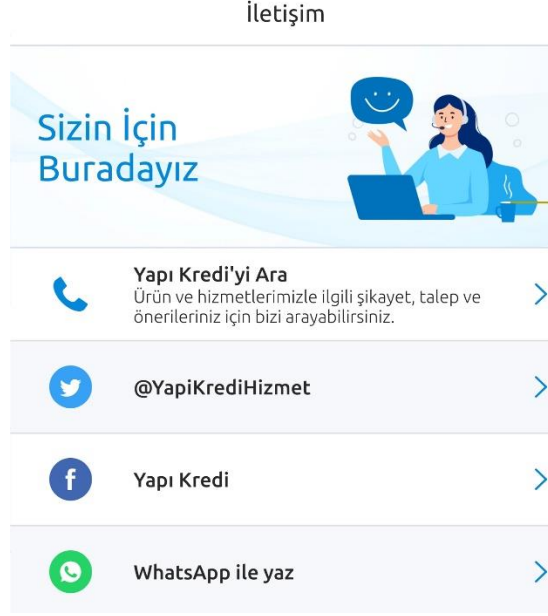 İletişim
Sizin İçin
Buradayız
Yapı Kredi'yi Ara
Ürün ve hizmetlerimizle ilgili şikayet, talep ve
önerileriniz için bizi arayabilirsiniz.
@YapiKrediHizmet
Yapı Kredi
WhatsApp ile yaz